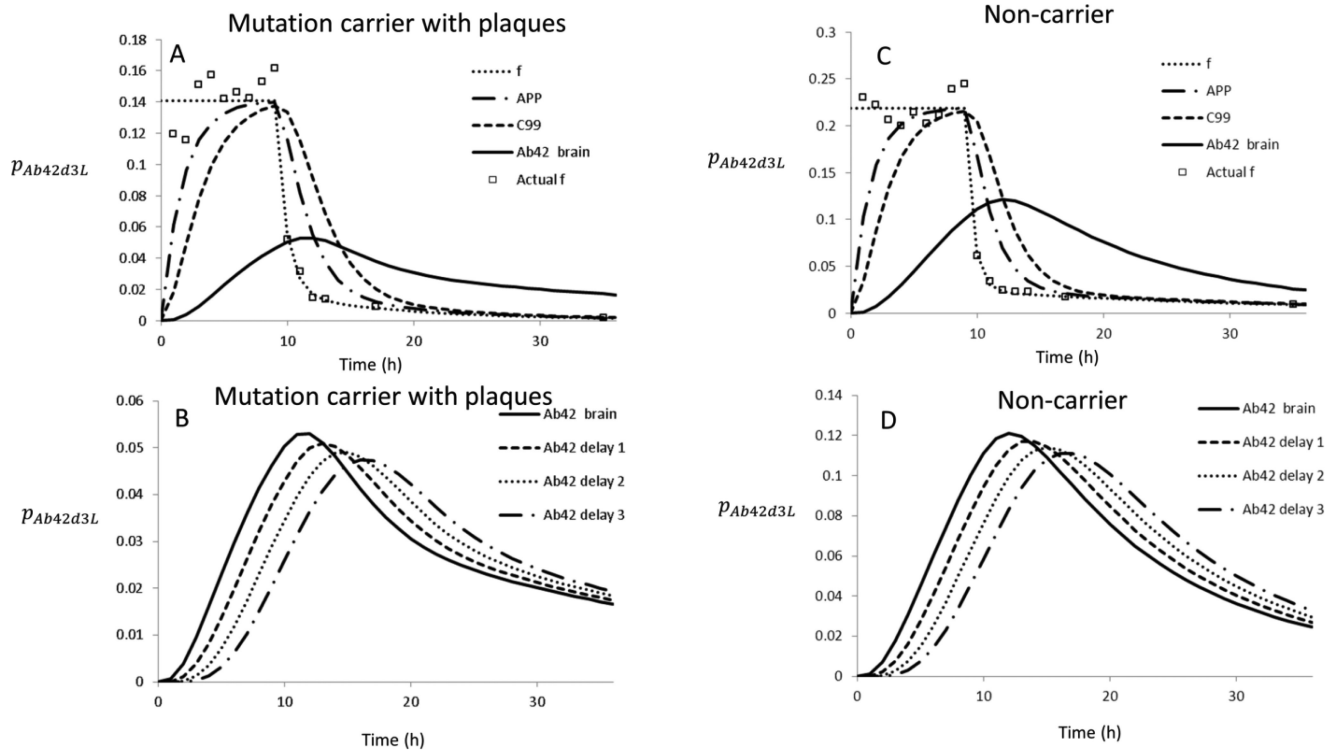 Mutation carrier with plaques
A
0.18
0.16
0.14
0.12
0.1
0.08
0.06
0.04
0.02
0
p_Ab42d3L
f
APP
C99
Ab42 brain
Actual f
0 10 20 30
Time (h)
Non-carrier
C
0.3
0.25
0.2
0.15
0.1
0.05
0
p_Ab42d3L
f
APP
C99
Ab42 brain
Actual f
0 10 20 30
Time (h)
Mutation carrier with plaques
B
0.06
0.05
0.04
0.03
0.02
0.01
0
p_Ab42d3L
Ab42 brain
Ab42 delay 1
Ab42 delay 2
Ab42 delay 3
0 10 20 30
Time (h)
Non-carrier
D
0.14
0.12
0.1
0.08
0.06
0.04
0.02
0
p_Ab42d3L
Ab42 brain
Ab42 delay 1
Ab42 delay 2
Ab42 delay 3
0 10 20 30
Time (h)